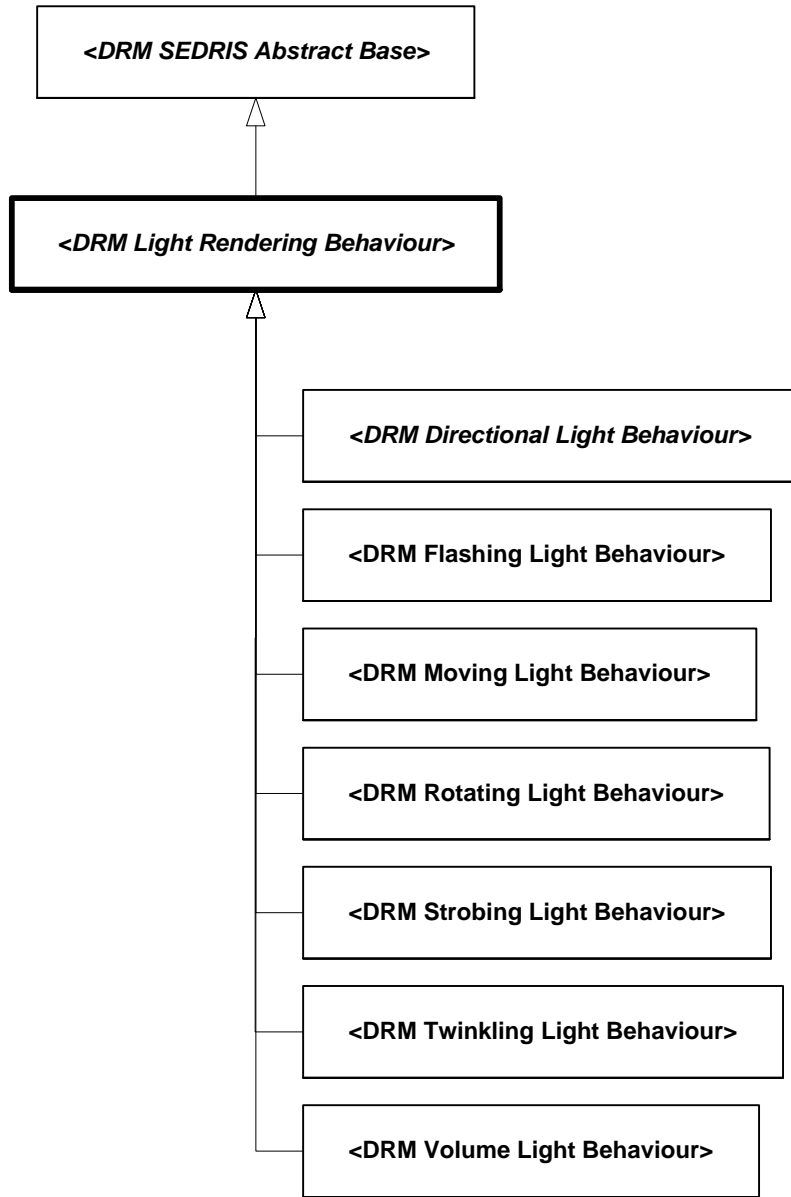 <DRM SEDRIS Abstract Base>
<DRM Light Rendering Behaviour>
<DRM Directional Light Behaviour>
<DRM Flashing Light Behaviour>
<DRM Moving Light Behaviour>
<DRM Rotating Light Behaviour>
<DRM Strobing Light Behaviour>
<DRM Twinkling Light Behaviour>
<DRM Volume Light Behaviour>